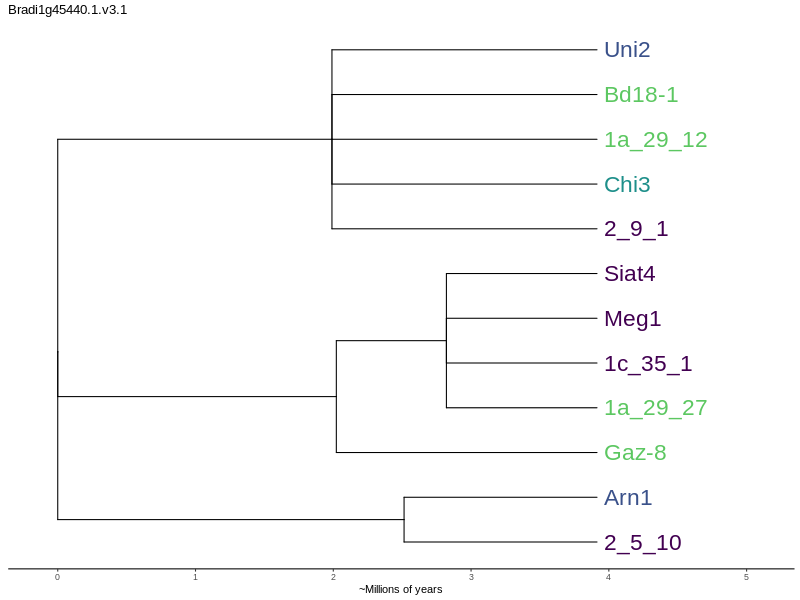 Bradi1g45440.1.v3.1
Uni2
Bd18-1
1a_29_12
Chi3
2_9_1
Siat4
Meg1
1c_35_1
1a_29_27
Gaz-8
Arn1
2_5_10
0 1 2 3 4 5
~Millions of years